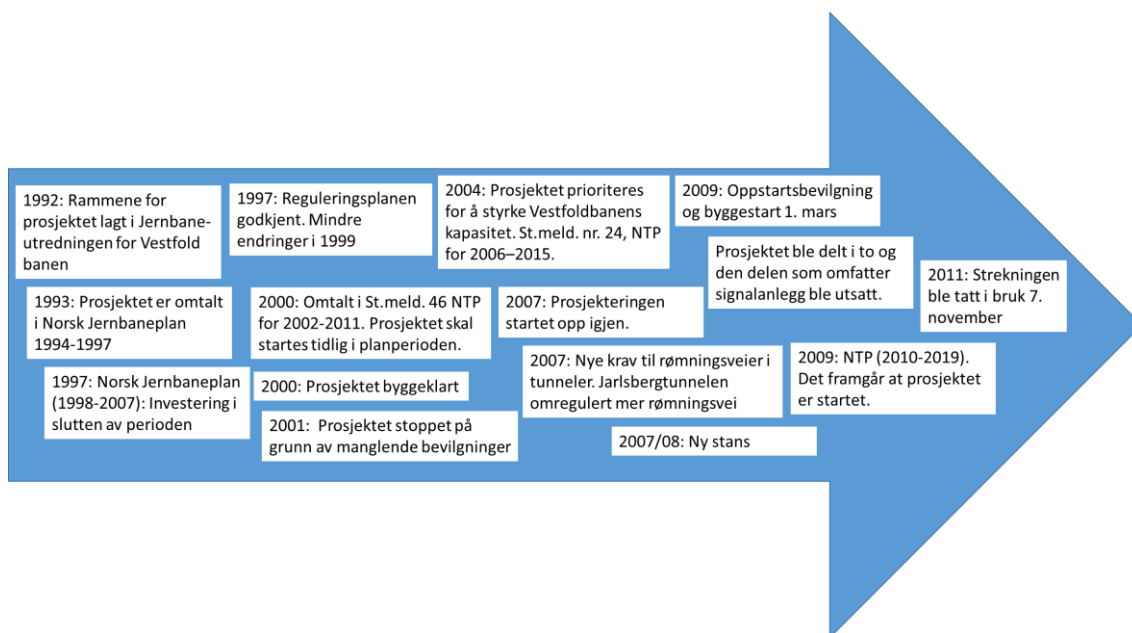 1992: Rammene for
prosjektet lagt i Jernbane-
utredningen for Vestfold
banen
1993: Prosjektet er omtalt
i Norsk Jernbaneplan
1994-1997
1997: Norsk Jernbaneplan
(1998-2007): Investering i
slutten av perioden
1997: Reguleringsplanen
godkjent. Mindre
endringer i 1999
2000: Omtalt i St.meld. 46 NTP
for 2002-2011. Prosjektet skal
startes tidlig i planperioden.
2000: Prosjektet byggeklart
2001:  Prosjektet stoppet på
grunn av manglende bevilgninger
2004: Prosjektet prioriteres
for å styrke Vestfoldbanens
kapasitet. St.meld. nr. 24, NTP
for 2006–2015.
2007: Prosjekteringen
startet opp igjen.
2007: Nye krav til rømningsveier i
tunneler. Jarlsbergtunnelen
omregulert mer rømningsvei
2007/08: Ny stans
2009: Oppstartsbevilgning
og byggestart 1. mars
Prosjektet ble delt i to og
den delen som omfatter
signalanlegg ble utsatt.
2009: NTP (2010-2019).
Det framgår at prosjektet
er startet.
2011: Strekningen
ble tatt i bruk 7.
november